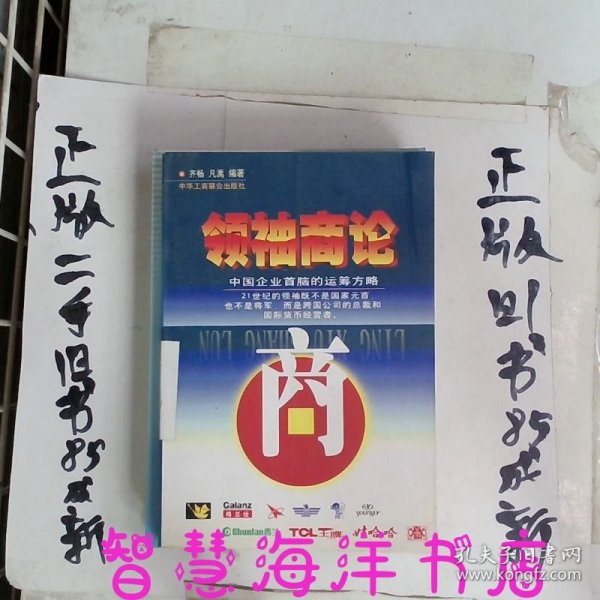 正版二手旧书85成新
齐畅 凡禹 编著
中华工商联合出版社
领袖商论
中国企业首脑的运筹方略
21世纪的领袖既不是国家元首,
也不是将军,而是跨国公司的总裁和
国际货币经营者。
LING XIU SHANG LUN
商
Galanz
格兰仕
youngor
Chunlan春兰
TCL王牌
娃哈哈
正版旧书85成新
智慧海洋书店
孔夫子旧书网
www.kongfz.com